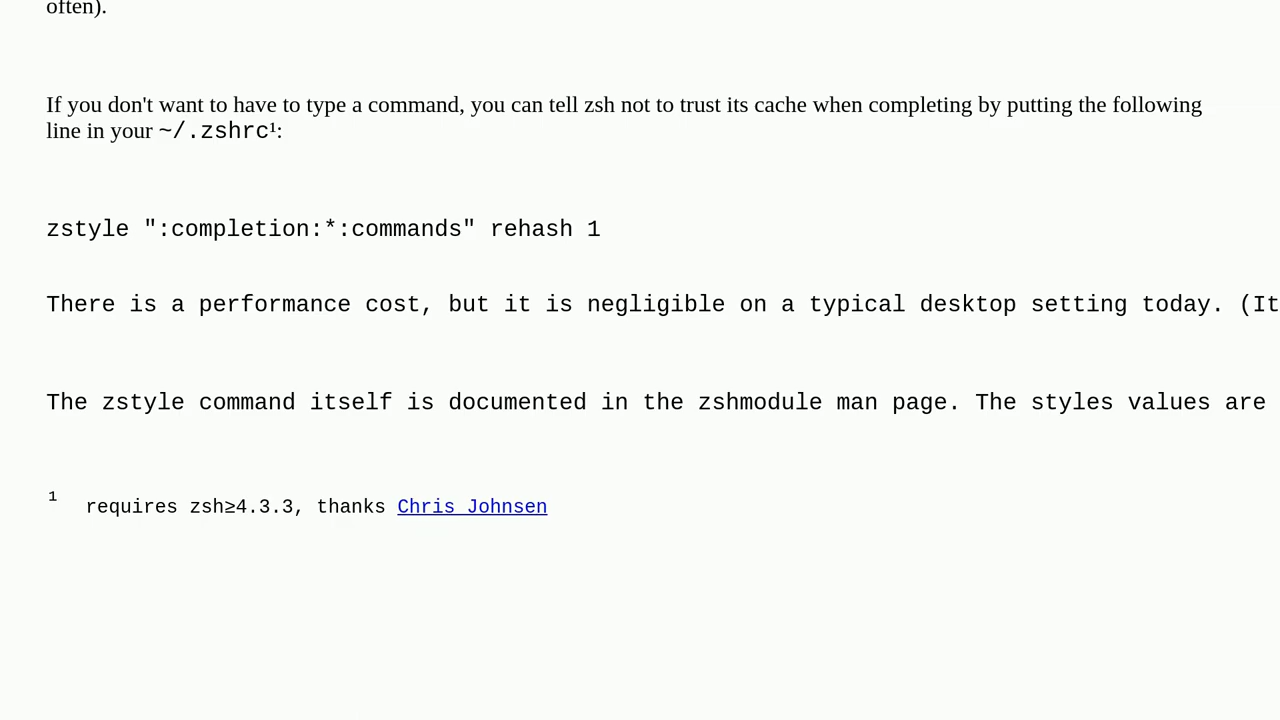 often).
If you don't want to have to type a command, you can tell zsh not to trust its cache when completing by putting the following
line in your ~/.zshrc¹:
zstyle ":completion:*:commands" rehash 1
There is a performance cost, but it is negligible on a typical desktop setting today. (It
The zstyle command itself is documented in the zshmodule man page. The styles values are
1 requires zsh≥4.3.3, thanks Chris Johnsen